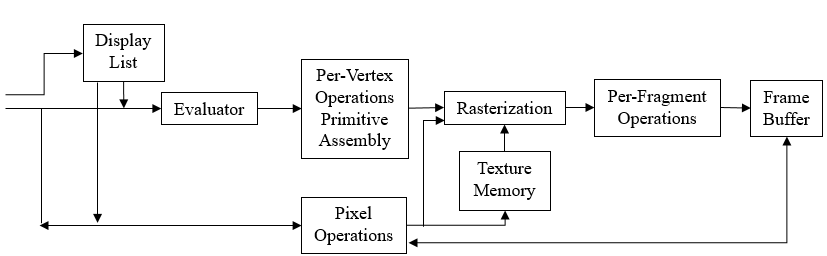 Display
List
Evaluator
Per-Vertex
Operations
Primitive
Assembly
Rasterization
Per-Fragment
Operations
Frame
Buffer
Texture
Memory
Pixel
Operations